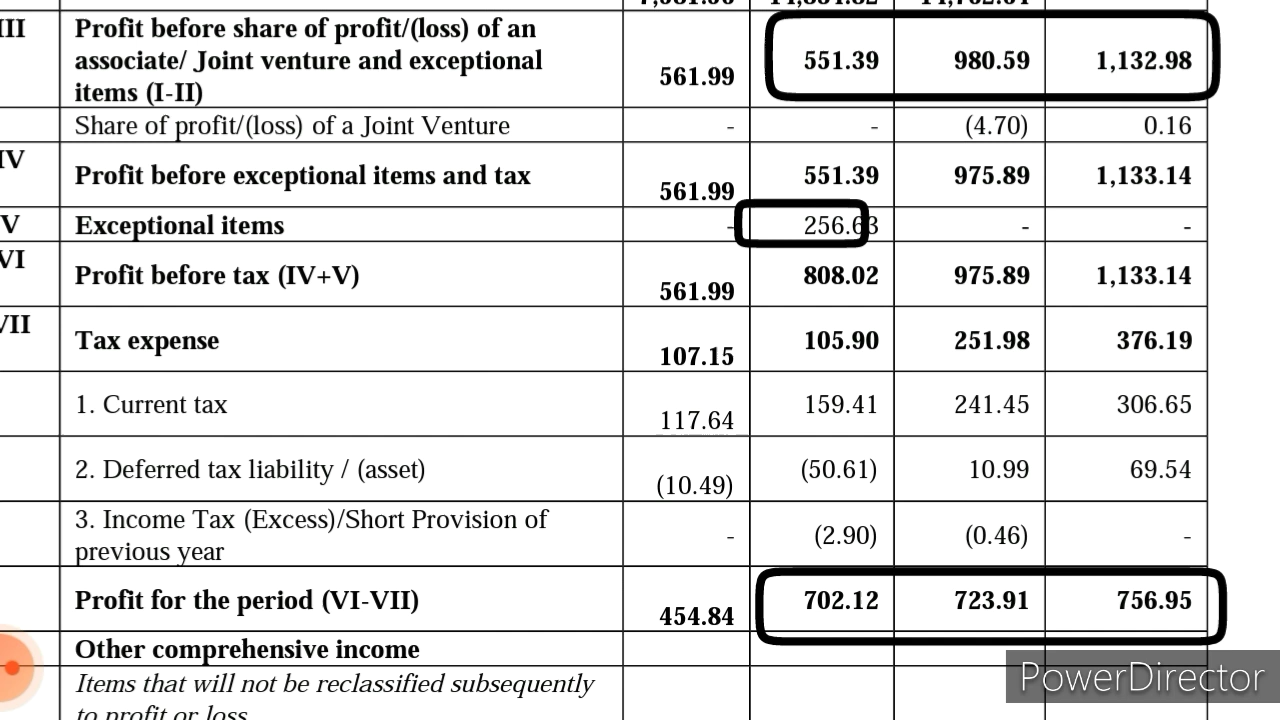 III Profit before share of profit/(loss) of an
associate/ Joint venture and exceptional
items (I-II) 561.99 551.39 980.59 1,132.98
Share of profit/(loss) of a Joint Venture - - (4.70) 0.16
IV Profit before exceptional items and tax 561.99 551.39 975.89 1,133.14
V Exceptional items - 256.63 - -
VI Profit before tax (IV+V) 561.99 808.02 975.89 1,133.14
VII Tax expense 107.15 105.90 251.98 376.19
1. Current tax 117.64 159.41 241.45 306.65
2. Deferred tax liability / (asset) (10.49) (50.61) 10.99 69.54
3. Income Tax (Excess)/Short Provision of
previous year - (2.90) (0.46) -
Profit for the period (VI-VII) 454.84 702.12 723.91 756.95
Other comprehensive income
Items that will not be reclassified subsequently
to profit or loss
PowerDirector